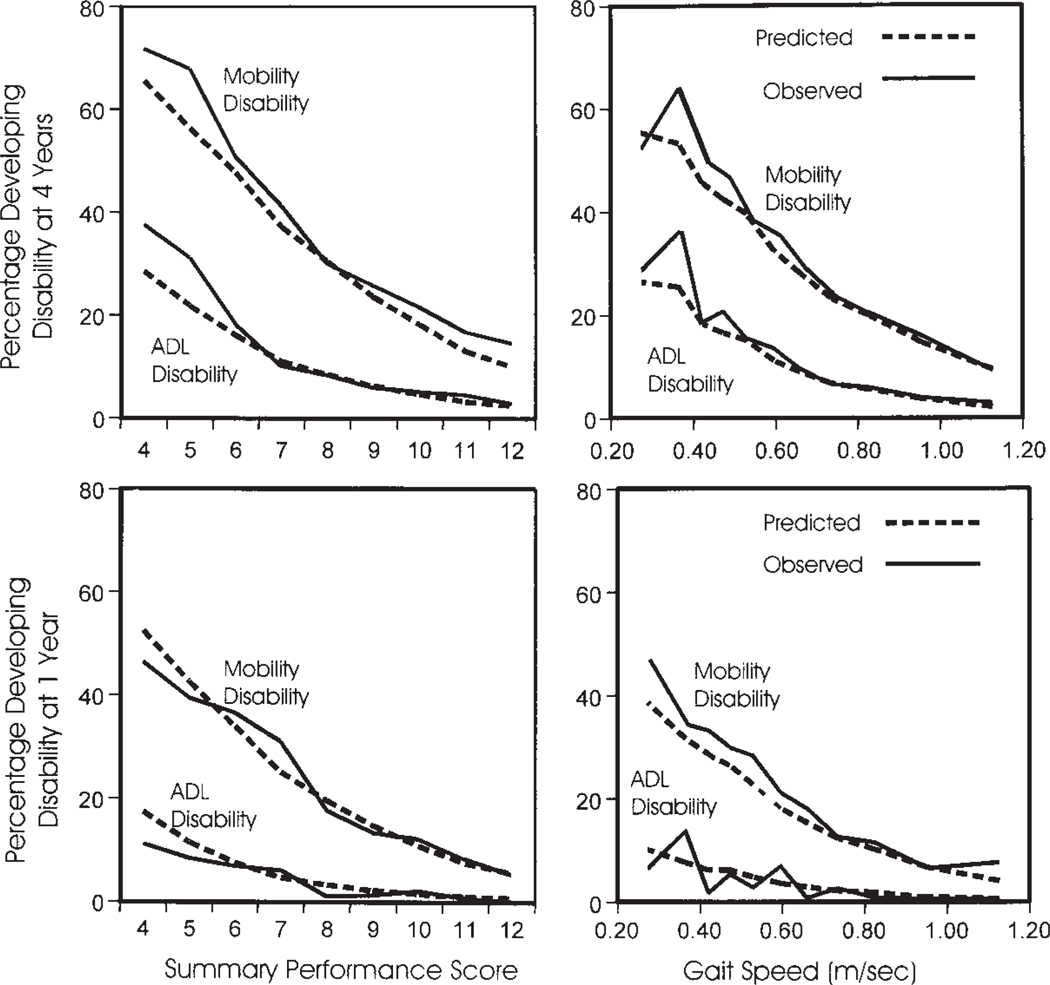 Percentage Developing
Disability at 4 Years
80
60
40
20
0
Mobility
Disability
ADL
Disability
4 5 6 7 8 9 10 11 12
80
60
40
20
0
Predicted
Observed
Mobility
Disability
ADL
Disability
0.20 0.40 0.60 0.80 1.00 1.20
Percentage Developing
Disability at 1 Year
80
60
40
20
0
Mobility
Disability
ADL
Disability
4 5 6 7 8 9 10 11 12
Summary Performance Score
80
60
40
20
0
Predicted
Observed
Mobility
Disability
ADL
Disability
0.20 0.40 0.60 0.80 1.00 1.20
Gait Speed (m/sec)